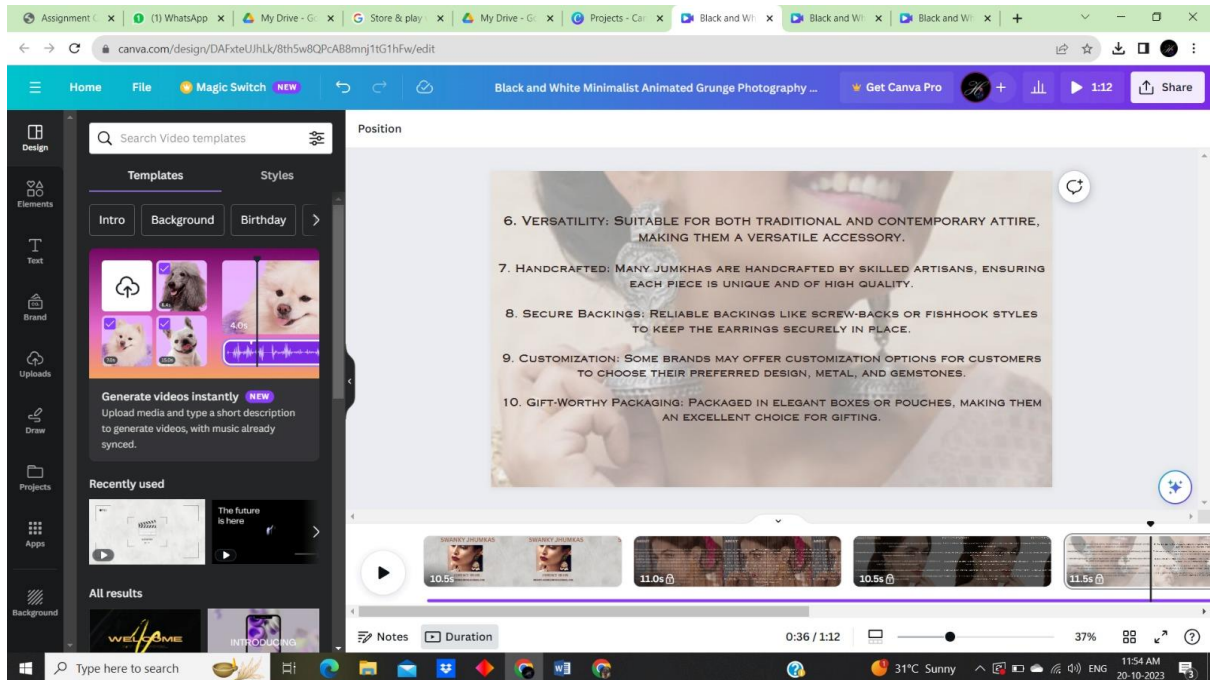 Assignment C
(1) WhatsApp
My Drive - Go
Store & play
My Drive - Go
Projects - Can
Black and Wh
Black and Wh
Black and Wh
canva.com/design/DAFxteUJhLk/8th5w8QPcAB8mnj1tG1hFw/edit
Home File Magic Switch NEW Black and White Minimalist Animated Grunge Photography ... Get Canva Pro 1:12 Share
Design
Elements
Text
Brand
Uploads
Draw
Projects
Apps
Background
Search Video templates
Templates Styles
Intro Background Birthday
4.0s
Generate videos instantly NEW
Upload media and type a short description
to generate videos, with music already
synced.
Recently used
The future
is here
All results
WELCOME
INTRODUCING
Position
6. VERSATILITY: SUITABLE FOR BOTH TRADITIONAL AND CONTEMPORARY ATTIRE,
MAKING THEM A VERSATILE ACCESSORY.
7. HANDCRAFTED: MANY JUMKHAS ARE HANDCRAFTED BY SKILLED ARTISANS, ENSURING
EACH PIECE IS UNIQUE AND OF HIGH QUALITY.
8. SECURE BACKINGS: RELIABLE BACKINGS LIKE SCREW-BACKS OR FISHHOOK STYLES
TO KEEP THE EARRINGS SECURELY IN PLACE.
9. CUSTOMIZATION: SOME BRANDS MAY OFFER CUSTOMIZATION OPTIONS FOR CUSTOMERS
TO CHOOSE THEIR PREFERRED DESIGN, METAL, AND GEMSTONES.
10. GIFT-WORTHY PACKAGING: PACKAGED IN ELEGANT BOXES OR POUCHES, MAKING THEM
AN EXCELLENT CHOICE FOR GIFTING.
SWANKY JHUMKAS SWANKY JHUMKAS
10.5s 11.0s 10.5s 11.5s
Notes Duration 0:36 / 1:12 37%
Type here to search 31°C Sunny ENG 11:54 AM
20-10-2023